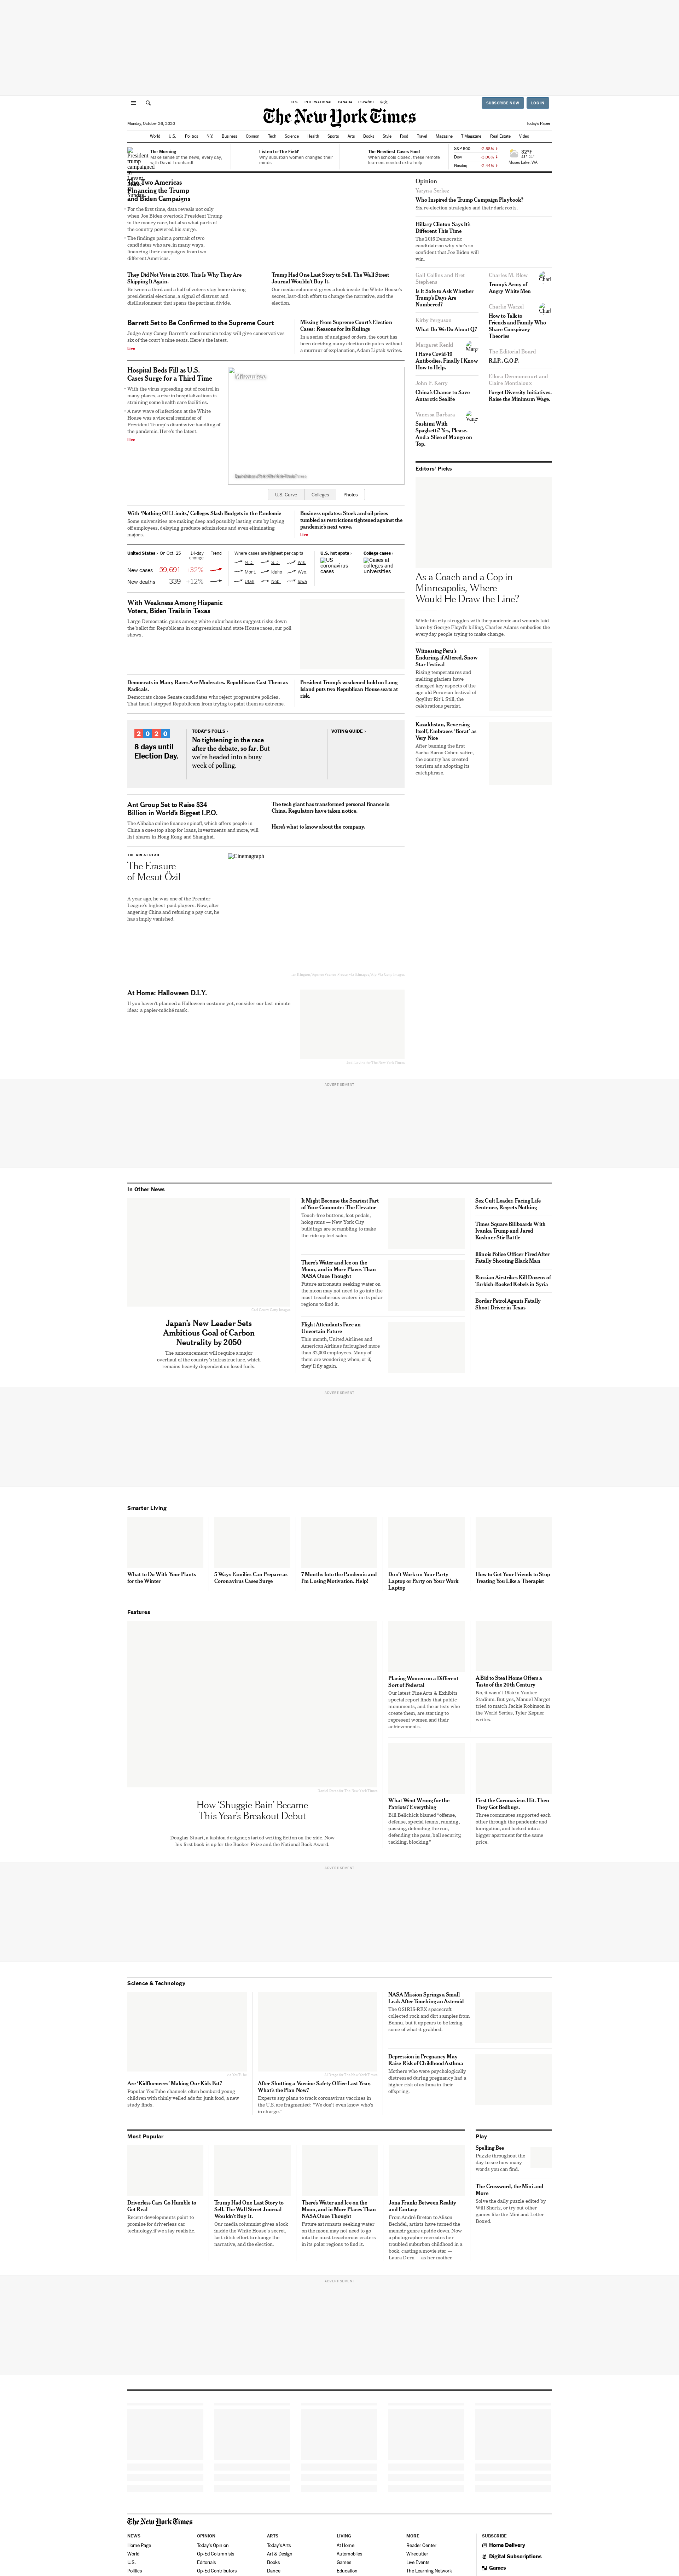 U.S. INTERNATIONAL CANADA ESPAÑOL 中文
SUBSCRIBE NOW
LOG IN
The New York Times
Monday, October 26, 2020
Today's Paper
World U.S. Politics N.Y. Business Opinion Tech Science Health Sports Arts Books Style Food Travel Magazine T Magazine Real Estate Video
The Morning
Make sense of the news, every day, with David Leonhardt.
Listen to 'The Field'
Why suburban women changed their minds.
The Needled: Cases Fund
When schools closed, these remote learners needed extra help.
The Two Americas
Financing the Trump
and Biden Campaigns
For the first time, data reveals not only
when Joe Biden overtook President Trump
in the money race, but also what parts of
the country powered his surge.
The findings paint a portrait of two
candidates who are, in many ways,
financing their campaigns from two
different Americas.
They Did Not Vote in 2016. This Is Why They Are
Skipping It Again.
Between a third and a half of voters stay home during
presidential elections, a signal of distrust and
disillusionment that spans the partisan divide.
Trump Had One Last Story to Sell. The Wall Street
Journal Wouldn't Buy It.
Our media columnist gives a look inside the White House's
secret, last-ditch effort to change the narrative, and the
election.
Barrett Set to Be Confirmed to the Supreme Court
Judge Amy Coney Barrett's confirmation today will give conservatives
six of the court's nine seats. Here's the latest.
Live
Missing From Supreme Court's Election
Cases: Reasons for Its Rulings
In a series of unsigned orders, the court has
been deciding many election disputes without
a murmur of explanation, Adam Liptak writes.
Hospital Beds Fill as U.S.
Cases Surge for a Third Time
With the virus spreading out of control in
many places, a rise in hospitalizations is
straining some health care facilities.
A new wave of infections at the White
House was a visceral reminder of
President Trump's dismissive handling of
the pandemic. Here's the latest.
Live
U.S. Curve
Colleges
Photos
With 'Nothing Off-Limits,' Colleges Slash Budgets in the Pandemic
Some universities are making deep and possibly lasting cuts by laying
off employees, delaying graduate admissions and even eliminating
majors.
Business updates: Stock and oil prices
tumbled as restrictions tightened against the
pandemic's next wave.
Live
United States › On Oct. 25 14-day change Trend
New cases 59,691 +32%
New deaths 339 +12%
Where cases are highest per capita
N.D. S.D. Wis.
Mont. Idaho Wyo.
Utah Neb. Iowa
U.S. hot spots ›
US coronavirus cases
College cases ›
Cases at colleges and universities
With Weakness Among Hispanic
Voters, Biden Trails in Texas
Large Democratic gains among white suburbanites suggest risks down
the ballot for Republicans in congressional and State House races, our poll
shows.
Democrats in Many Races Are Moderates. Republicans Cast Them as
Radicals.
Democrats chose Senate candidates who reject progressive policies.
That hasn't stopped Republicans from trying to paint them as extreme.
President Trump's weakened hold on Long
Island puts two Republican House seats at
risk.
2020
8 days until
Election Day.
TODAY'S POLLS ›
No tightening in the race
after the debate, so far. But
we're headed into a busy
week of polling.
VOTING GUIDE ›
Ant Group Set to Raise $34
Billion in World's Biggest I.P.O.
The Alibaba online finance spinoff, which offers people in
China a one-stop shop for loans, investments and more, will
list shares in Hong Kong and Shanghai.
The tech giant has transformed personal finance in
China. Regulators have taken notice.
Here's what to know about the company.
THE GREAT READ
The Erasure
of Mesut Özil
A year ago, he was one of the Premier
League's highest-paid players. Now, after
angering China and refusing a pay cut, he
has simply vanished.
Cinemagraph
At Home: Halloween D.I.Y.
If you haven't planned a Halloween costume yet, consider our last-minute
idea: a papier-mâché mask.
S&P 500 -2.55%
Dow -3.06%
Nasdaq -2.44%
32°F
Moses Lake, WA
Opinion
Yuryna Serbez
Who Inspired the Trump Campaign Playbook?
Six re-election strategies and their dark roots.
Hillary Clinton Says It's
Different This Time
The 2016 Democratic
candidate on why she's so
confident that Joe Biden will
win.
Gail Collins and Bret
Stephens
Is It Safe to Ask Whether
Trump's Days Are
Numbered?
Kirby Ferguson
What Do We Do About Q?
Margaret Renkl
I Have Covid-19
Antibodies. Finally I Know
How to Help.
John F. Kerry
China's Chance to Save
Antarctic Sealife
Vanessa Barbara
Sashimi With
Spaghetti? Yes, Please.
And a Slice of Mango on
Top.
Charles M. Blow
Trump's Army of
Angry White Men
Charlie Warzel
How to Talk to
Friends and Family Who
Share Conspiracy
Theories
The Editorial Board
R.I.P., G.O.P.
Forget Diversity Initiatives.
Raise the Minimum Wage.
Editors' Picks
As a Coach and a Cop in
Minneapolis, Where
Would He Draw the Line?
While his city struggles with the pandemic and wounds laid
bare by George Floyd's killing, Charles Adams embodies the
everyday people trying to make change.
Witnessing Peru's
Enduring, if Altered, Snow
Star Festival
Rising temperatures and
melting glaciers have
changed key aspects of the
age-old Peruvian festival of
Qoyllur Rit'i. Still, the
celebrations persist.
Kazakhstan, Reversing
Itself, Embraces 'Borat' as
Very Nice
After banning the first
Sacha Baron Cohen satire,
the country has created
tourism ads adopting its
catchphrase.
ADVERTISEMENT
In Other News
Japan's New Leader Sets
Ambitious Goal of Carbon
Neutrality by 2050
The announcement will require a major
overhaul of the country's infrastructure, which
remains heavily dependent on fossil fuels.
It Might Become the Scariest Part
of Your Commute: The Elevator
Touch-free buttons, foot pedals,
holograms — New York City
buildings are scrambling to make
the ride up feel safer.
There's Water and Ice on the
Moon, and in More Places Than
NASA Once Thought
Future astronauts seeking water on
the moon may not need to go into the
most treacherous craters in its polar
regions to find it.
Flight Attendants Face an
Uncertain Future
This month, United Airlines and
American Airlines furloughed more
than 32,000 employees. Many of
them are wondering when, or if,
they'll fly again.
Sex Cult Leader, Facing Life
Sentence, Regrets Nothing
Times Square Billboards With
Ivanka Trump and Jared
Kushner Stir Battle
Illinois Police Officer Fired After
Fatally Shooting Black Man
Russian Airstrikes Kill Dozens of
Turkish-Backed Rebels in Syria
Border Patrol Agents Fatally
Shoot Driver in Texas
ADVERTISEMENT
Smarter Living
What to Do With Your Plants
for the Winter
5 Ways Families Can Prepare as
Coronavirus Cases Surge
7 Months Into the Pandemic and
I'm Losing Motivation. Help!
Don't Work on Your Party
Laptop or Party on Your Work
Laptop
How to Get Your Friends to Stop
Treating You Like a Therapist
Features
How 'Shuggie Bain' Became
This Year's Breakout Debut
Douglas Stuart, a fashion designer, started writing fiction on the side. Now
his first book is up for the Booker Prize and the National Book Award.
Placing Women on a Different
Sort of Pedestal
Our latest Fine Arts & Exhibits
special report finds that public
monuments, and the artists who
create them, are starting to
represent women and their
achievements.
A Bid to Steal Home Offers a
Taste of the 20th Century
No, it wasn't 1955 in Yankee
Stadium. But yes, Manuel Margot
tried to match Jackie Robinson in
the World Series, Tyler Kepner
writes.
What Went Wrong for the
Patriots? Everything
Bill Belichick blamed "offense,
defense, special teams, running,
passing, defending the run,
defending the pass, ball security,
tackling, blocking."
First the Coronavirus Hit. Then
They Got Bedbugs.
Three roommates supported each
other through the pandemic and
fumigation, and looked into a
bigger apartment for the same
price.
ADVERTISEMENT
Science & Technology
Are 'Kidfluencers' Making Our Kids Fat?
Popular YouTube channels often bombard young
children with thinly veiled ads for junk food, a new
study finds.
After Shutting a Vaccine Safety Office Last Year,
What's the Plan Now?
Experts say plans to track coronavirus vaccines in
the U.S. are fragmented: "We don't even know who's
in charge."
NASA Mission Springs a Small
Leak After Touching an Asteroid
The OSIRIS-REX spacecraft
collected rock and dirt samples from
Bennu, but it appears to be losing
some of what it grabbed.
Depression in Pregnancy May
Raise Risk of Childhood Asthma
Mothers who were psychologically
distressed during pregnancy had a
higher risk of asthma in their
offspring.
Most Popular
Driverless Cars Go Humble to
Get Real
Recent developments point to
promise for driverless car
technology, if we stay realistic.
Trump Had One Last Story to
Sell. The Wall Street Journal
Wouldn't Buy It.
Our media columnist gives a look
inside the White House's secret,
last-ditch effort to change the
narrative, and the election.
There's Water and Ice on the
Moon, and in More Places Than
NASA Once Thought
Future astronauts seeking water
on the moon may not need to go
into the most treacherous craters
in its polar regions to find it.
Jona Frank: Between Reality
and Fantasy
From André Breton to Alison
Bechdel, artists have turned the
memoir genre upside down. Now
a photographer recreates her
troubled suburban childhood in a
book, casting a movie star —
Laura Dern — as her mother.
Play
Spelling Bee
Puzzle throughout the
day to see how many
words you can find.
The Crossword, the Mini and
More
Solve the daily puzzle edited by
Will Shortz, or try out other
games like the Mini and Letter
Boxed.
ADVERTISEMENT
The New York Times
NEWS
Home Page
World
U.S.
Politics
OPINION
Today's Opinion
Op-Ed Columnists
Editorials
Op-Ed Contributors
ARTS
Today's Arts
Art & Design
Books
Dance
LIVING
At Home
Automobiles
Games
Education
MORE
Reader Center
Wirecutter
Live Events
The Learning Network
SUBSCRIBE
Home Delivery
Digital Subscriptions
Games